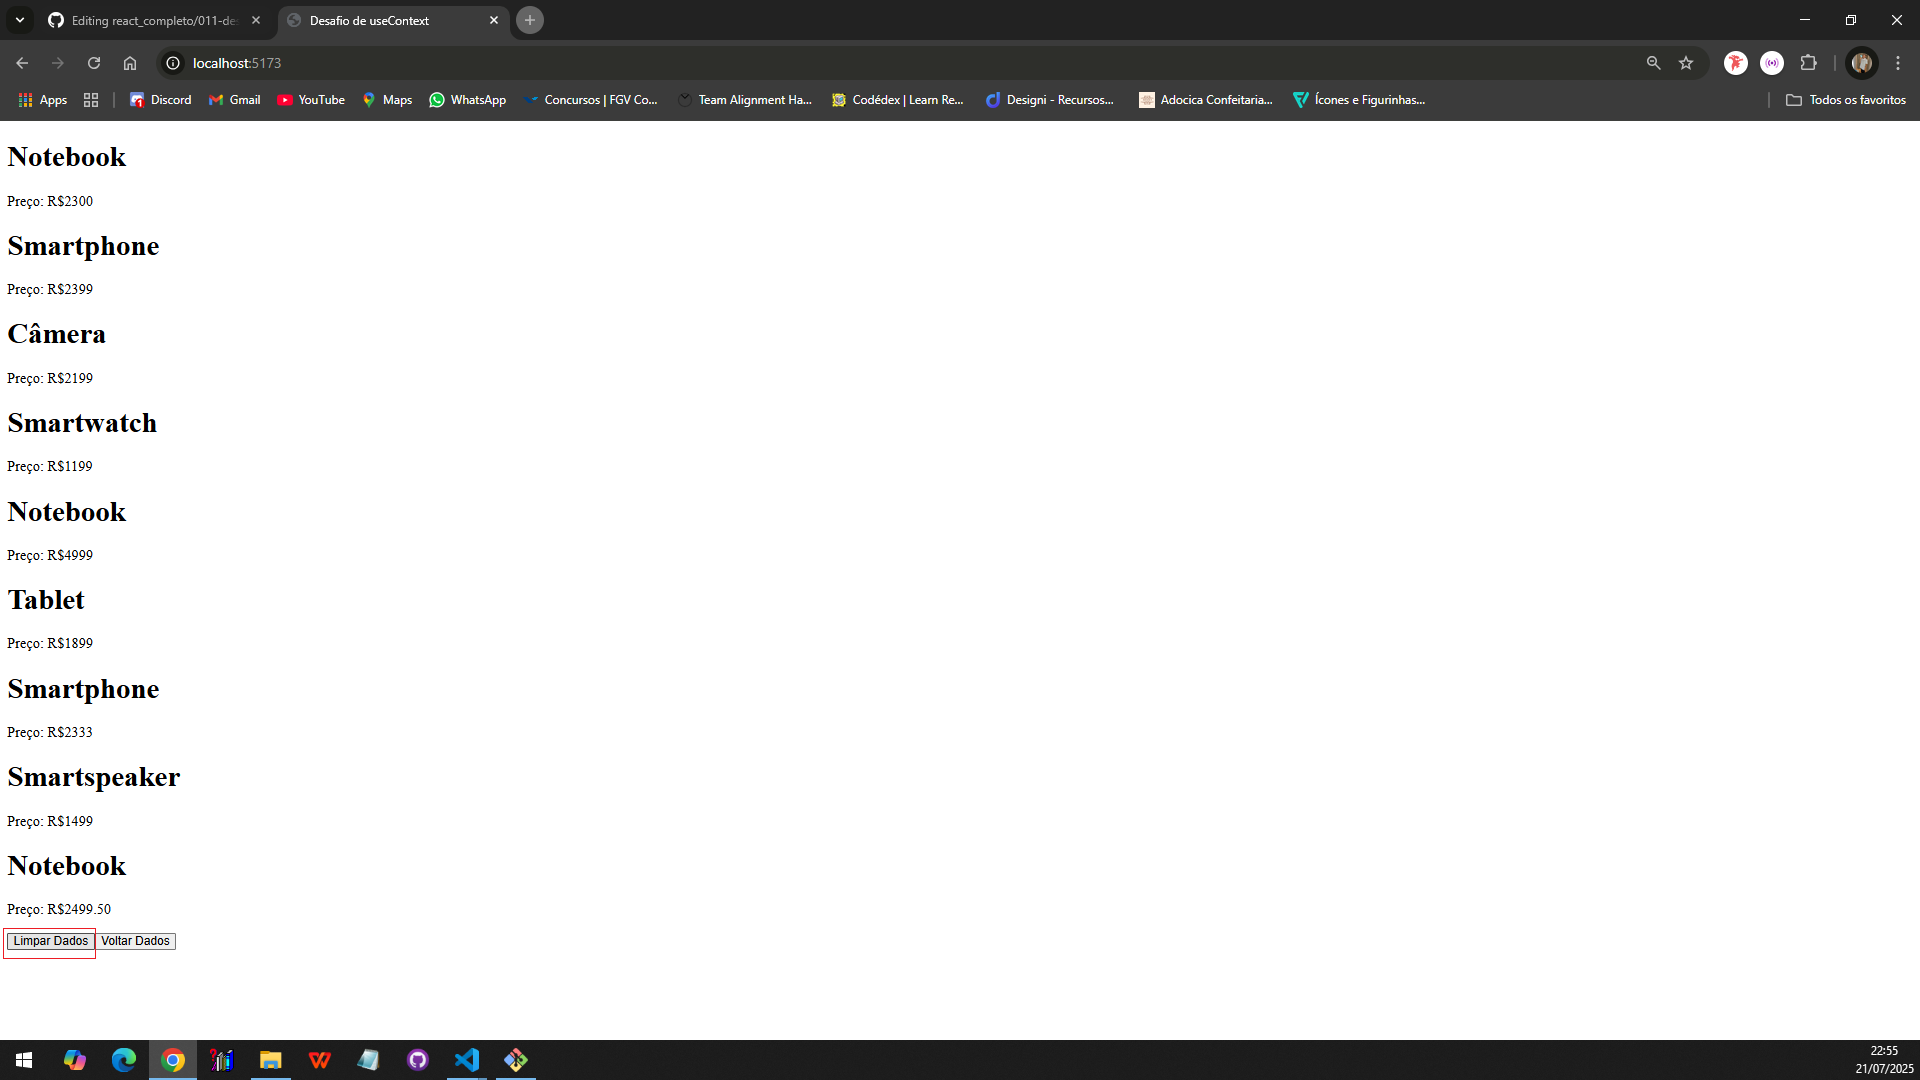 Editing react_completo/011-de
Desafio de useContext
localhost:5173
Apps
Discord
Gmail
YouTube
Maps
WhatsApp
Concursos | FGV Co...
Team Alignment Ha...
Codédex | Learn Re...
Designi - Recursos...
Adocica Confeitaria...
Ícones e Figurinhas...
Todos os favoritos
Notebook
Preço: R$2300
Smartphone
Preço: R$2399
Câmera
Preço: R$2199
Smartwatch
Preço: R$1199
Notebook
Preço: R$4999
Tablet
Preço: R$1899
Smartphone
Preço: R$2333
Smartspeaker
Preço: R$1499
Notebook
Preço: R$2499.50
Limpar Dados Voltar Dados
22:55
21/07/2025